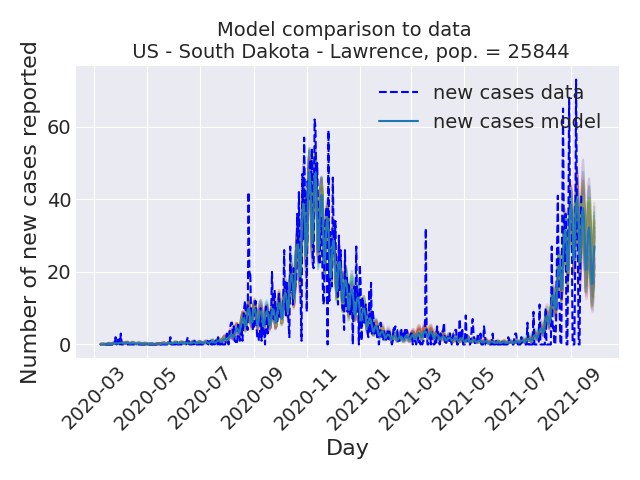 Model comparison to data
US - South Dakota - Lawrence, pop. = 25844
new cases data
new cases model
Number of new cases reported
60
40
20
0
2020-03
2020-05
2020-07
2020-09
2020-11
2021-01
2021-03
2021-05
2021-07
2021-09
Day